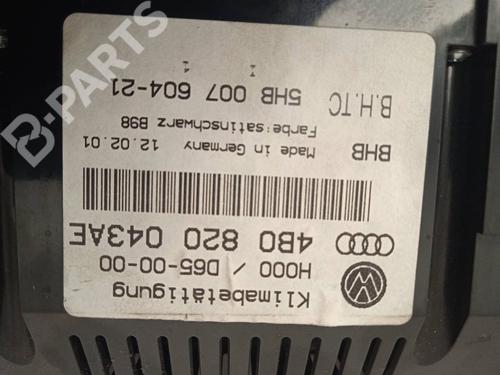 Klimabetätigung
H000 / D65-00-00
4B0 820 043AE
BHB Made in Germany 12.02.01
Farbe:satinschwarz B98
B.H.TC 5HB 007 604-21
B-PARTS